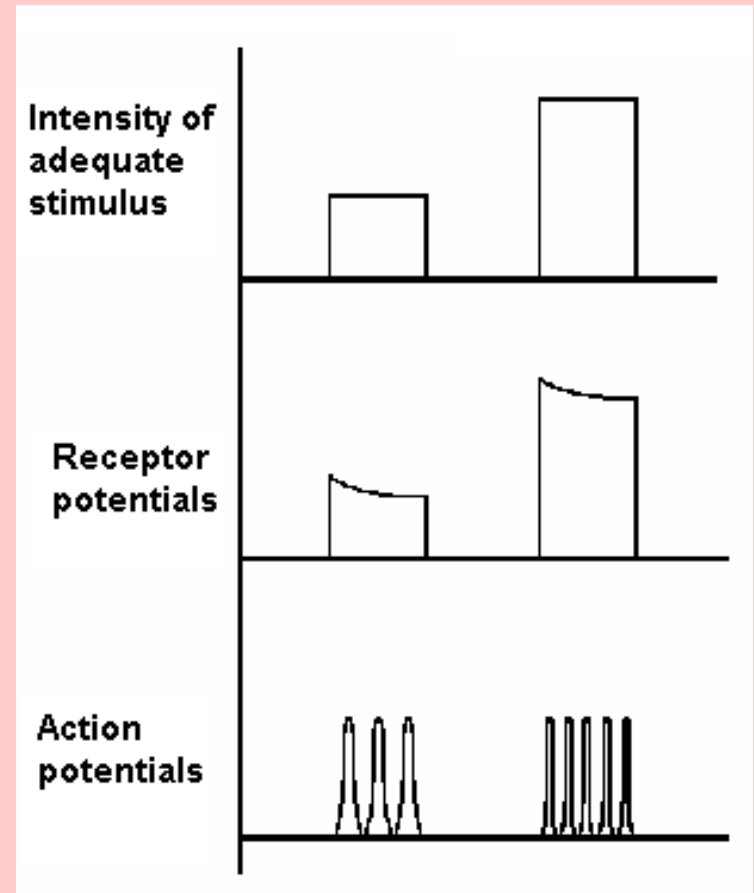 Intensity of
adequate
stimulus
Receptor
potentials
Action
potentials